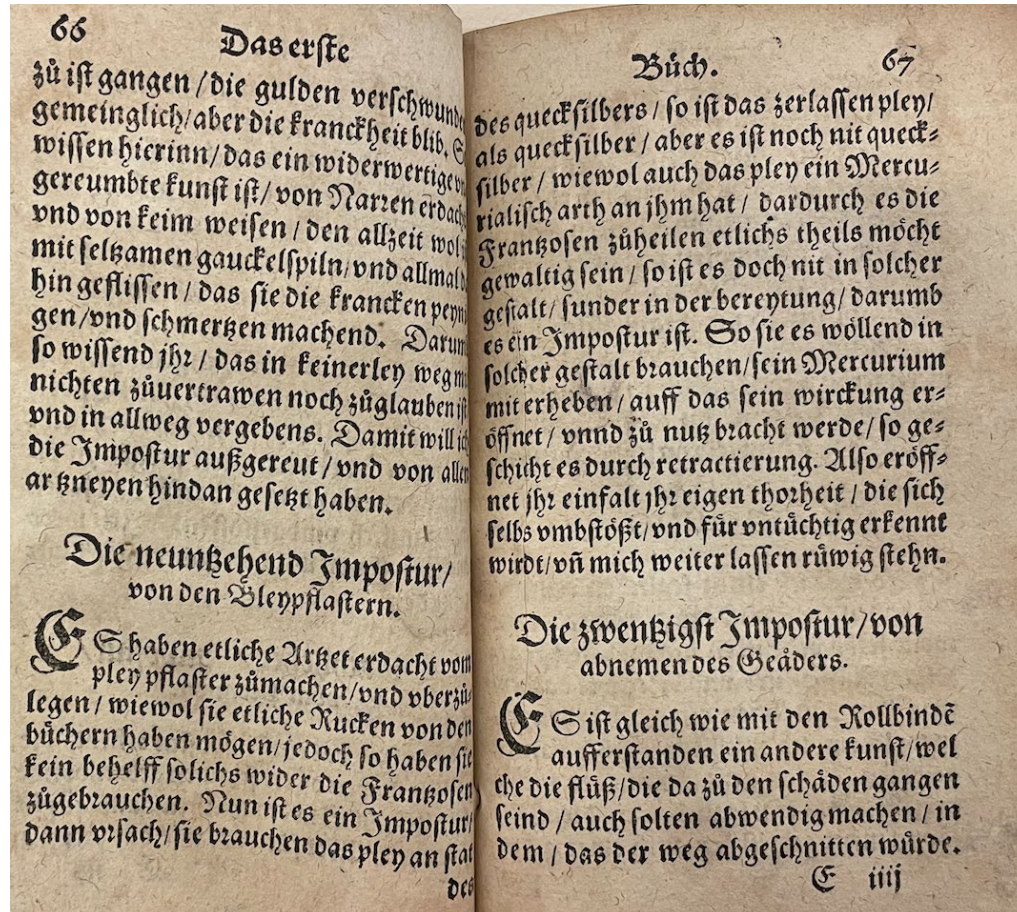 66
Das erste
zů ist gangen / die gulden verschwunden
gemeinglich/aber die kranckheit blib.
wissen hierinn/das ein widerwertige
gereumbte kunst ist/von Narren erdacht
vnd von keim weisen / den allzeit wol
mit seltzamen gauckelspiln/vnd allmal
hin geflissen / das sie die krancken peyni
gen/vnd schmertzen machend. Darumb
so wissend jhr / das in keinerley weg mit
nichten zůuertrawen noch zůglauben ist
vnd in allweg vergebens. Damit will ich
die Impostur außgereut / vnd von allen
artzneyen hindan gesetzt haben.
Die neuntzehend Impostur/
von den Bleypflastern.
ES haben etliche Artzet erdacht vom
pley pflaster zůmachen/vnd vberzů-
legen / wiewol sie etliche Rucken von den
bůchern haben mögen/jedoch so haben sie
kein behelff solichs wider die Frantzosen
zůgebrauchen. Nun ist es ein Impostur/
dann vrsach/sie brauchen das pley an stat
des
Bůch.
67
des quecksilbers / so ist das zerlassen pley/
als quecksilber / aber es ist noch nit queck-
silber / wiewol auch das pley ein Mercu-
rialisch arth an jhm hat / dardurch es die
Frantzosen zůheilen etlichs theils möcht
gewaltig sein / so ist es doch nit in solcher
gestalt/ sunder in der bereytung/ darumb
es ein Impostur ist. So sie es wöllend in
solcher gestalt brauchen/sein Mercurium
mit erheben / auff das sein wirckung er-
öffnet / vnnd zů nutz bracht werde/ so ge-
schicht es durch retractierung. Also eröff-
net jhr einfalt jhr eigen thorheit / die sich
selbs vmbstößt/vnd für vntüchtig erkennt
wirdt/vñ mich weiter lassen růwig stehn.
Die zwentzigst Impostur/von
abnemen des Geäders.
ES ist gleich wie mit den Rollbindẽ
aufferstanden ein andere kunst/wel
che die flüß/die da zů den schäden gangen
seind / auch solten abwendig machen / in
dem / das der weg abgeschnitten würde.
E iiij